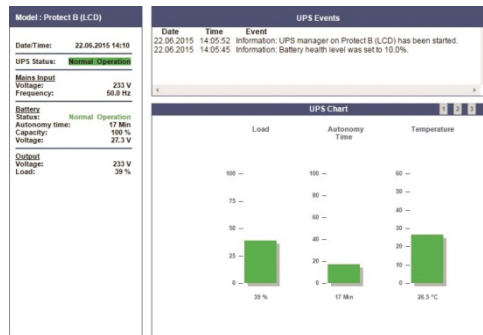 Model : Protect B (LCD)
Date/Time: 22.06.2015 14:10
UPS Status: Normal Operation
Mains Input
Voltage: 233 V
Frequency: 50.0 Hz
Battery
Status: Normal Operation
Autonomy time: 17 Min
Capacity: 100 %
Voltage: 27.3 V
Output
Voltage: 233 V
Load: 39 %
UPS Events
Date Time Event
22.06.2015 14:05:52 Information: UPS manager on Protect B (LCD) has been started.
22.06.2015 14:05:45 Information: Battery health level was set to 10.0%.
UPS Chart 1 2 3
Load Autonomy Time Temperature
100 –
75 –
50 –
25 –
0 –
39 %
100 –
80 –
60 –
40 –
20 –
0 –
17 Min
60 –
50 –
40 –
30 –
20 –
10 –
0 –
26.5 °C